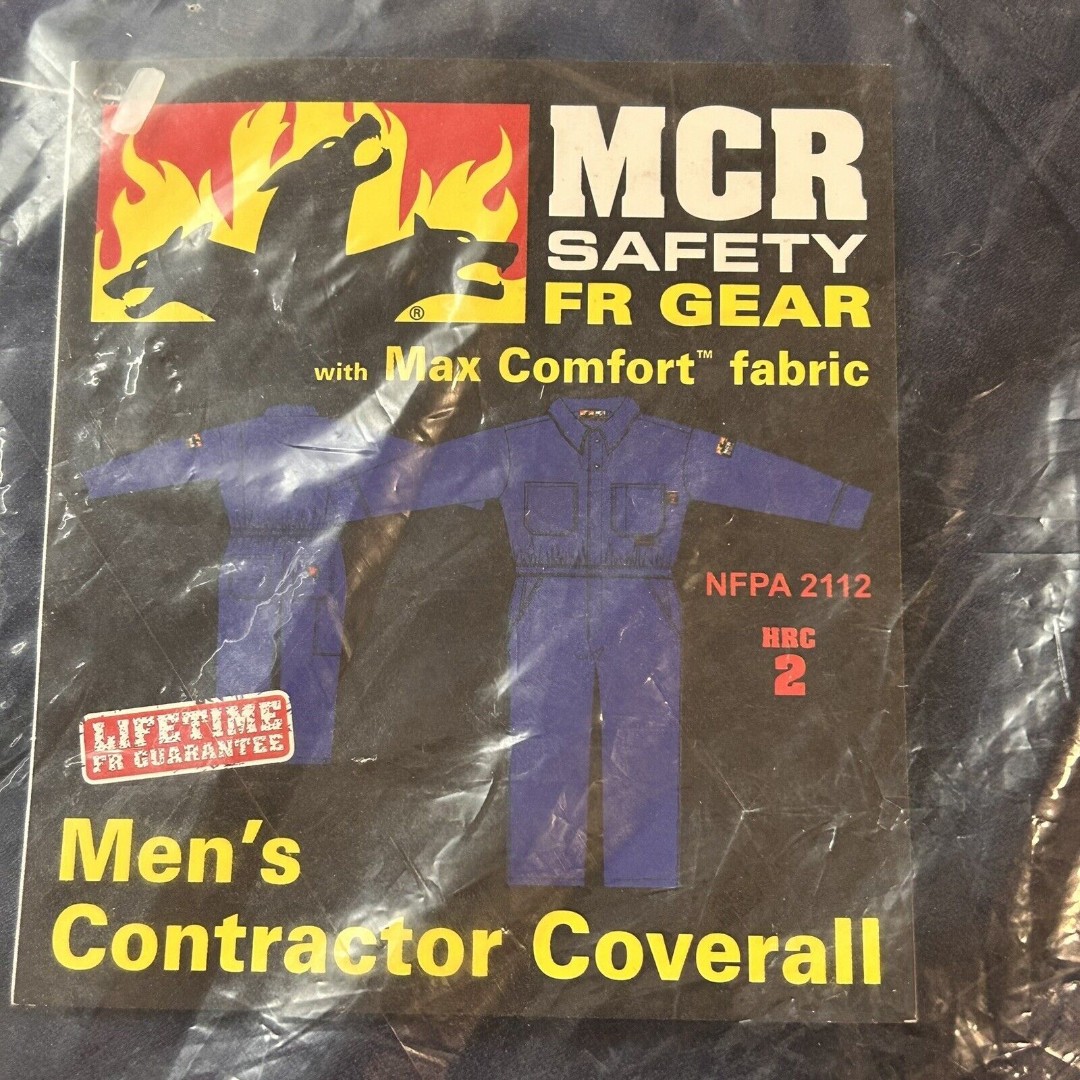 MCR
SAFETY
FR GEAR
with Max Comfort™ fabric
®
NFPA 2112
HRC
2
LIFETIME
FR GUARANTEE
Men's
Contractor Coverall